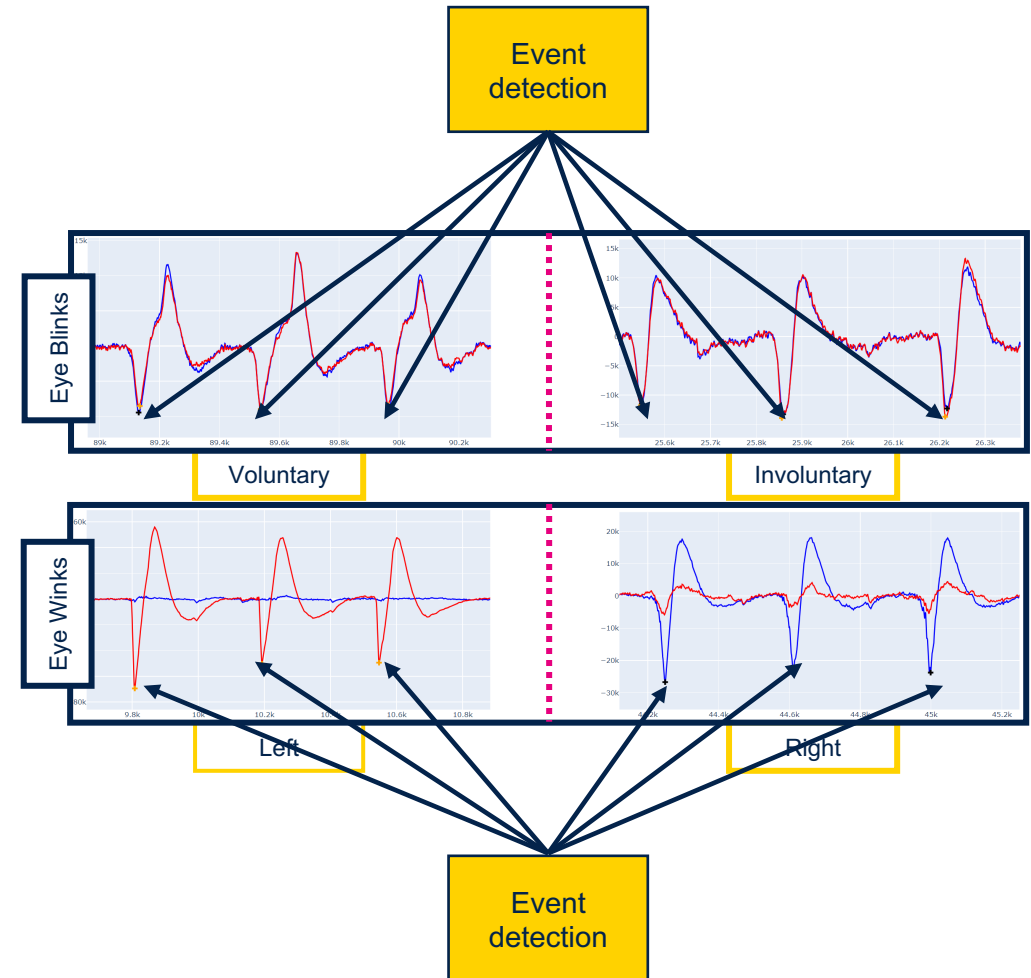 Event
detection
15k
15k
10k
5k
0
−5k
−10k
−15k
Eye Blinks
89k 89.2k 89.4k 89.6k 89.8k 90k 90.2k
25.6k 25.7k 25.8k 25.9k 26k 26.1k 26.2k 26.3k
Voluntary
Involuntary
60k
20k
10k
0
−10k
−20k
−30k
80k
Eye Winks
9.8k 10k 10.2k 10.6k 10.8k
44.4k 44.6k 44.8k 45k 45.2k
Left
Right
Event
detection